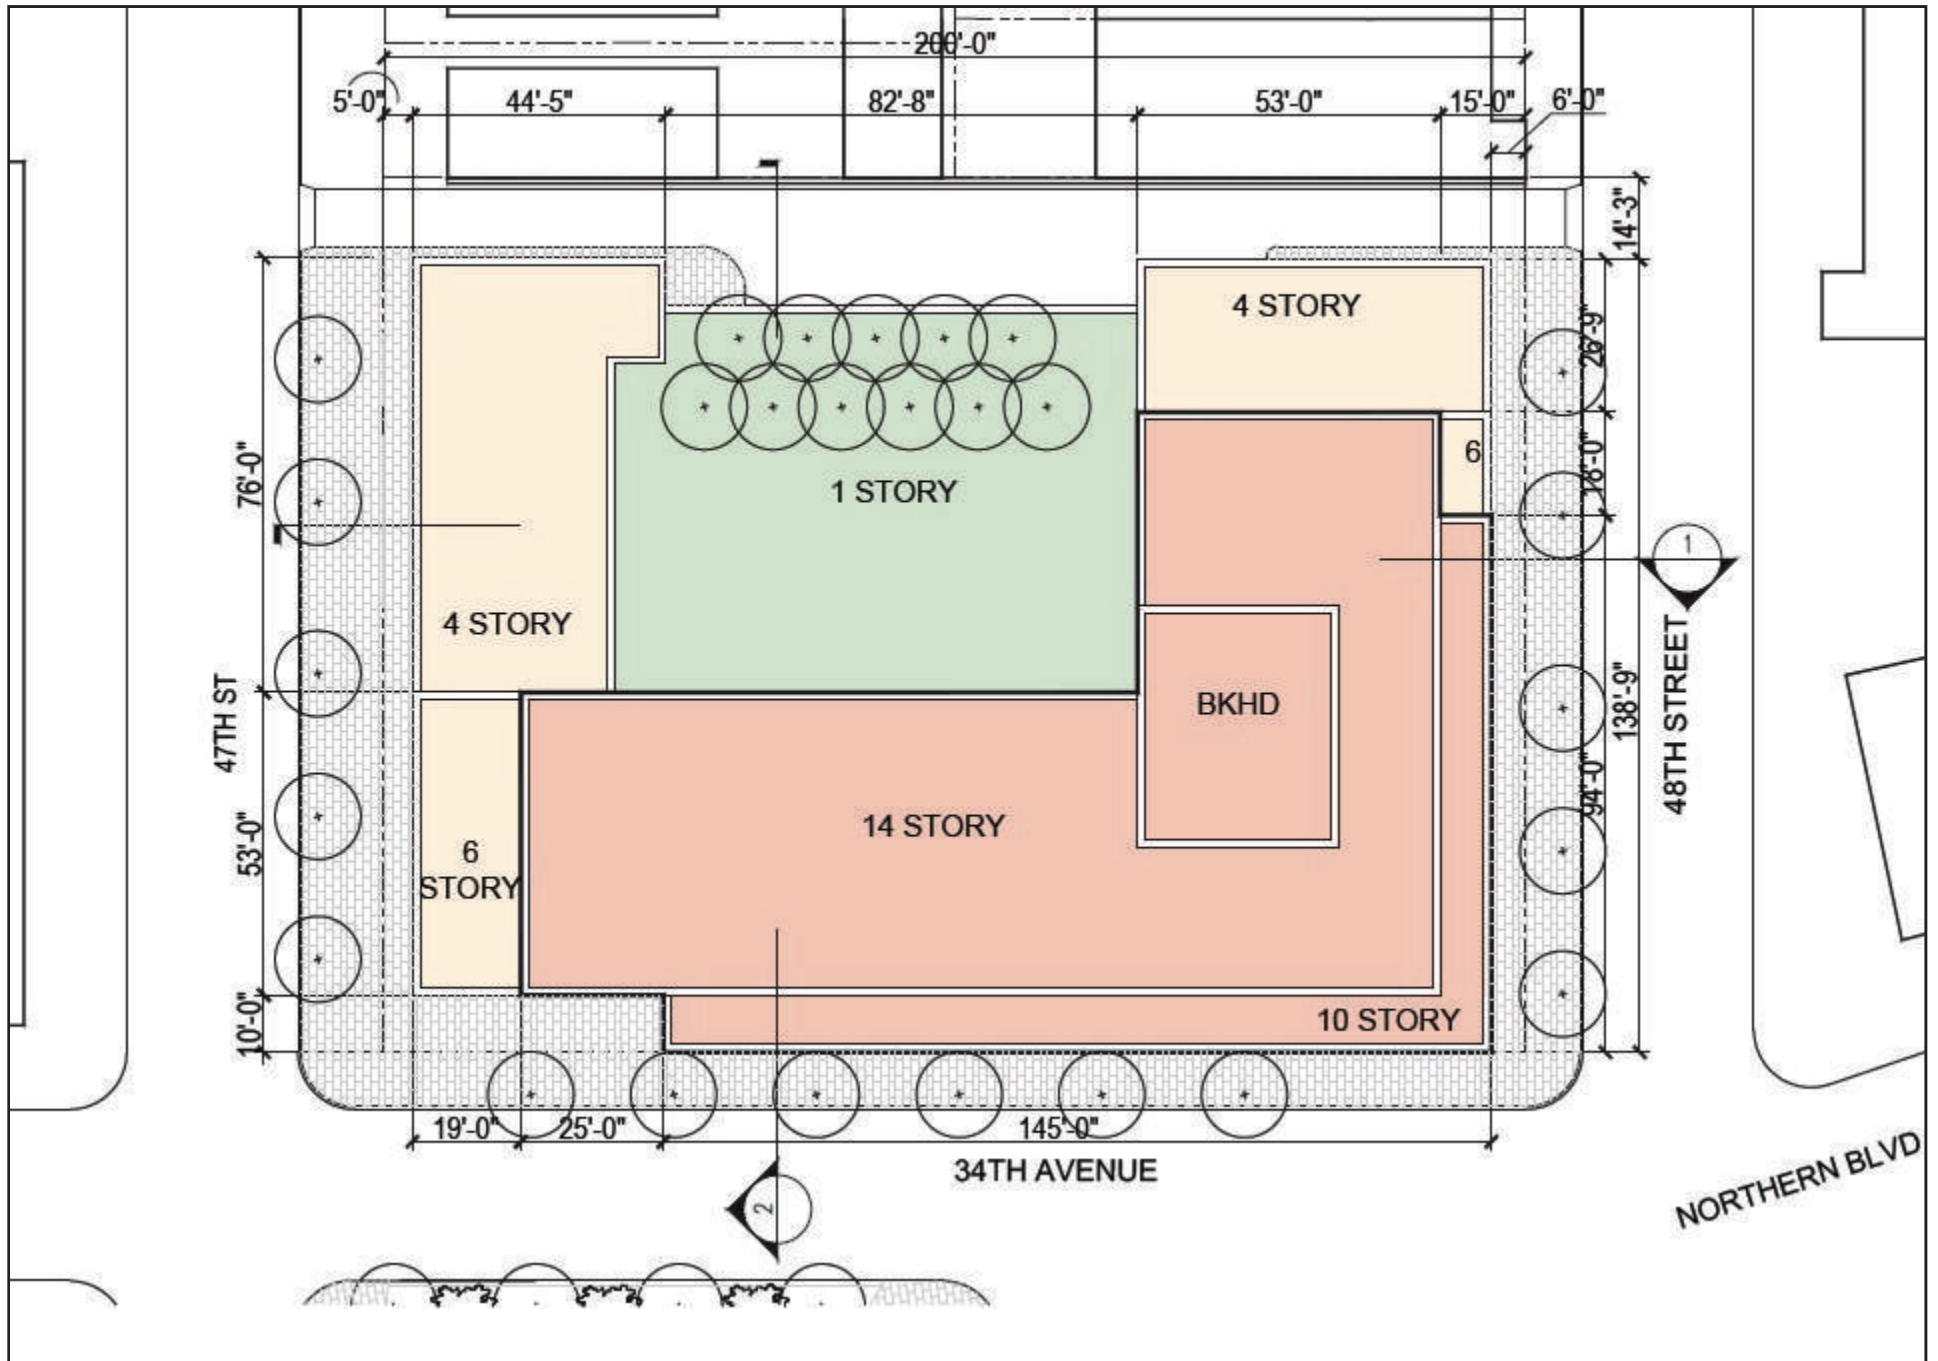 200'-0"
5'-0"
44'-5"
82'-8"
53'-0"
15'-0"
6'-0"
14'-3"
4 STORY
26'-9"
6
18'-0"
1 STORY
76'-0"
1
4 STORY
47TH ST
BKHD
138'-9"
48TH STREET
94'-0"
14 STORY
53'-0"
6
STORY
10'-0"
10 STORY
19'-0"
25'-0"
145'-0"
34TH AVENUE
NORTHERN BLVD
2